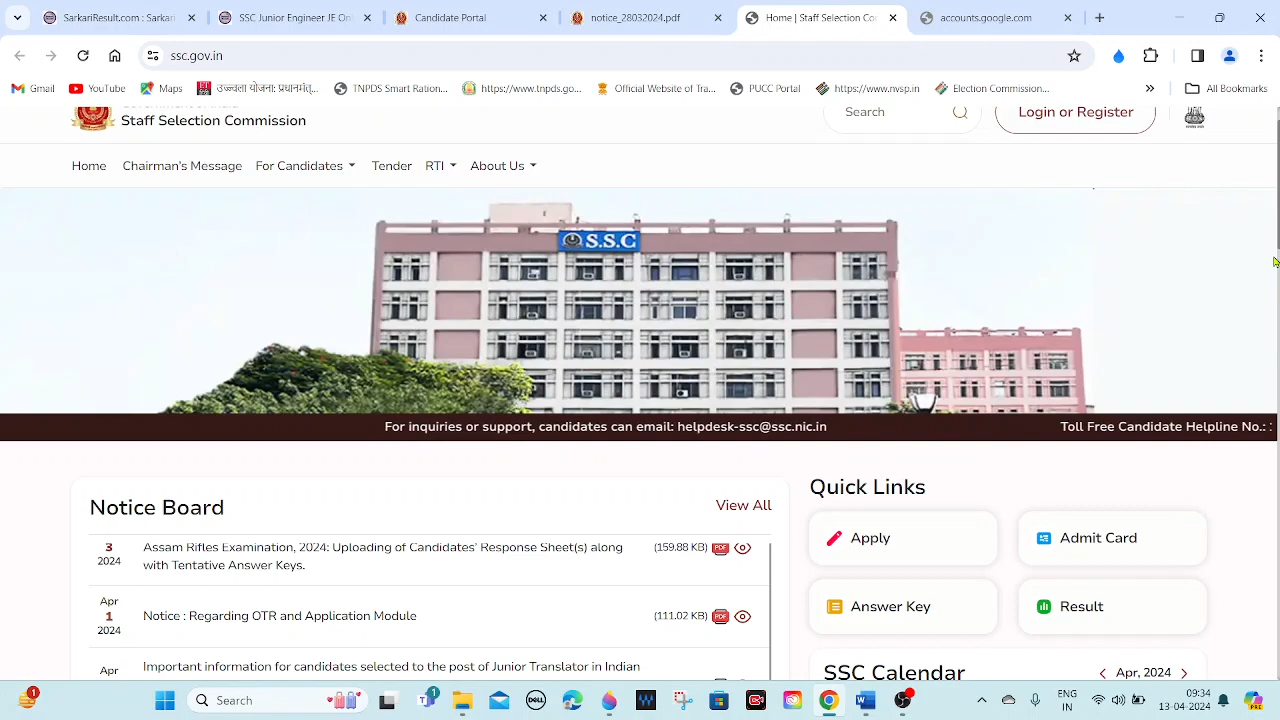 Sarkari Naukri.com : Sarkar
SSC Junior Engineer JE On
Candidate Portal
notice_28032024.pdf
Home | Staff Selection Co
accounts.google.com
ssc.gov.in
Gmail
YouTube
Maps
TNPDS Smart Ration...
https://www.tnpds.go...
Official Website of Tra...
PUCC Portal
https://www.nvsp.in
Election Commission...
All Bookmarks
Staff Selection Commission
Search
Login or Register
Home
Chairman's Message
For Candidates
Tender
RTI
About Us
S.S.C
For inquiries or support, candidates can email: helpdesk-ssc@ssc.nic.in
Toll Free Candidate Helpline No.: :
Notice Board
View All
3
2024
Assam Rifles Examination, 2024: Uploading of Candidates' Response Sheet(s) along
with Tentative Answer Keys.
(159.88 KB)
PDF
Apr
1
2024
Notice : Regarding OTR and Application Module
(111.02 KB)
PDF
Apr
Important information for candidates selected to the post of Junior Translator in Indian
Quick Links
Apply
Admit Card
Answer Key
Result
SSC Calendar
Apr, 2024
1
Search
1
DELL
ENG
IN
09:34
13-04-2024